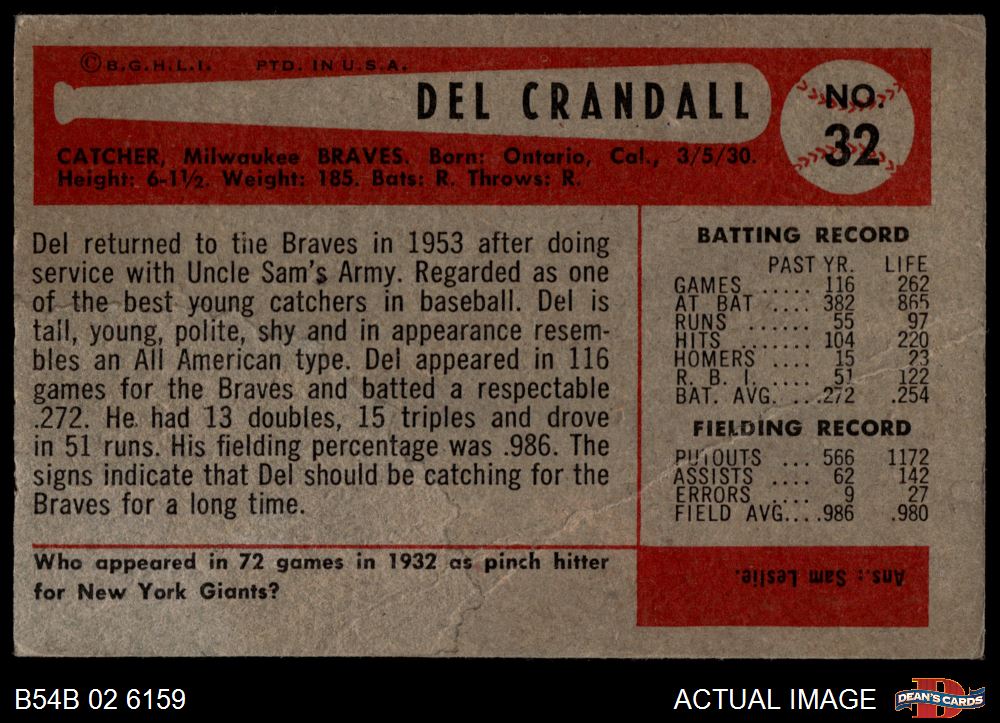 © B.G.H.L.I. PTD. IN U.S.A.
DEL CRANDALL
NO.
32
CATCHER, Milwaukee BRAVES. Born: Ontario, Cal., 3/5/30.
Height: 6-1½. Weight: 185. Bats: R. Throws: R.
Del returned to the Braves in 1953 after doing
service with Uncle Sam's Army. Regarded as one
of the best young catchers in baseball. Del is
tall, young, polite, shy and in appearance resem-
bles an All American type. Del appeared in 116
games for the Braves and batted a respectable
.272. He had 13 doubles, 15 triples and drove
in 51 runs. His fielding percentage was .986. The
signs indicate that Del should be catching for the
Braves for a long time.
Who appeared in 72 games in 1932 as pinch hitter
for New York Giants?
BATTING RECORD
PAST YR. LIFE
GAMES ..... 116 262
AT BAT .... 382 865
RUNS ...... 55 97
HITS ....... 104 220
HOMERS .... 15 23
R. B. I. .... 51 122
BAT. AVG. ...272 .254
FIELDING RECORD
PUTOUTS ... 566 1172
ASSISTS .... 62 142
ERRORS .... 9 27
FIELD AVG....986 .980
Ans.: Sam Leslie.
B54B 02 6159
ACTUAL IMAGE
DEAN'S CARDS